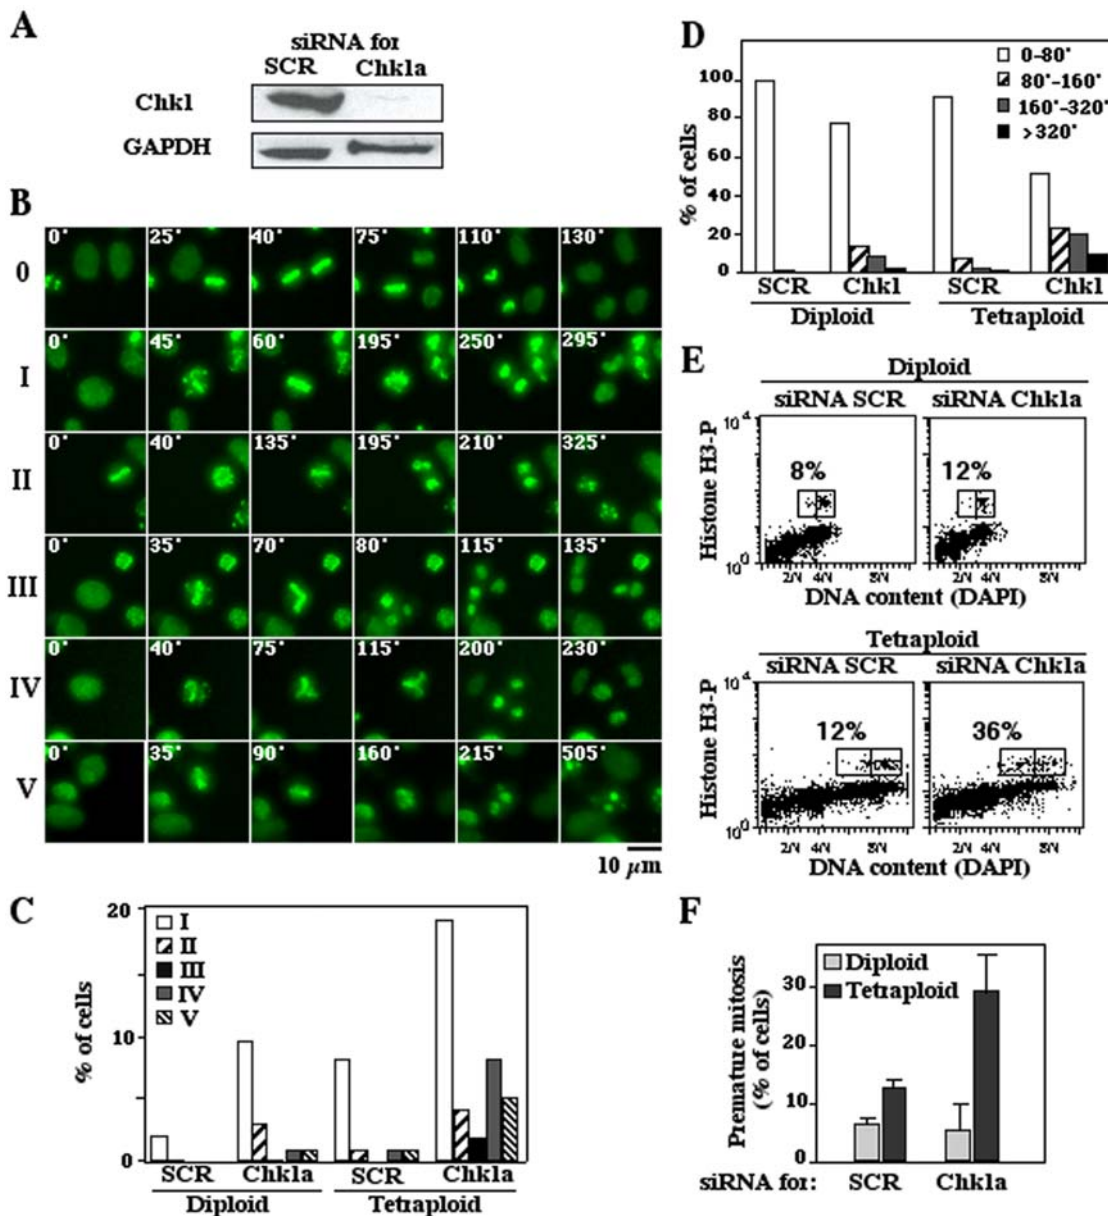 A
siRNA for
SCR Chk1a
Chk1
GAPDH
B
0 0' 25' 40' 75' 110' 130'
I 0' 45' 60' 195' 250' 295'
II 0' 40' 135' 195' 210' 325'
III 0' 35' 70' 80' 115' 135'
IV 0' 40' 75' 115' 200' 230'
V 0' 35' 90' 160' 215' 505'
10 µm
C
% of cells
20
10
0
I
II
III
IV
V
SCR Chk1a SCR Chk1a
Diploid Tetraploid
D
% of cells
100
80
60
40
20
0
0-80'
80'-160'
160'-320'
>320'
SCR Chk1 SCR Chk1
Diploid Tetraploid
E
Diploid
siRNA SCR siRNA Chk1a
Histone H3-P
10⁴
10⁰
8% 12%
2N 4N 8N 2N 4N 8N
DNA content (DAPI)
Tetraploid
siRNA SCR siRNA Chk1a
Histone H3-P
10⁴
10⁰
12% 36%
2N 4N 8N 2N 4N 8N
DNA content (DAPI)
F
Premature mitosis
(% of cells)
30
20
10
0
Diploid
Tetraploid
siRNA for: SCR Chk1a